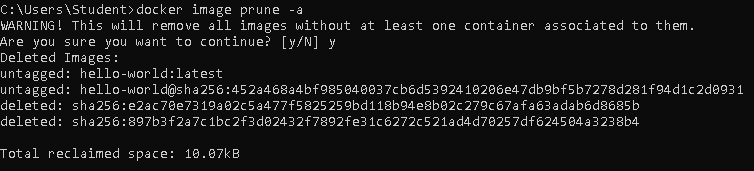 C:\Users\Student>docker image prune -a
WARNING! This will remove all images without at least one container associated to them.
Are you sure you want to continue? [y/N] y
Deleted Images:
untagged: hello-world:latest
untagged: hello-world@sha256:452a468a4bf985040037cb6d5392410206e47db9bf5b7278d281f94d1c2d0931
deleted: sha256:e2ac70e7319a02c5a477f5825259bd118b94e8b02c279c67afa63adab6d8685b
deleted: sha256:897b3f2a7c1bc2f3d02432f7892fe31c6272c521ad4d70257df624504a3238b4
Total reclaimed space: 10.07kB